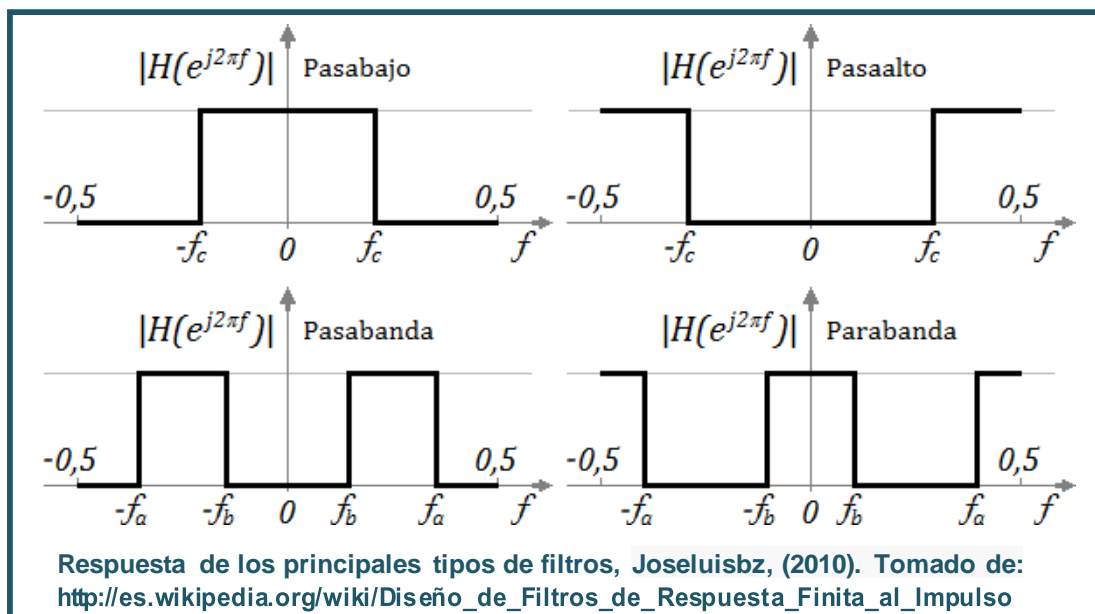 |H(e^{j2πf})| Pasabajo
-0,5 0,5
-f_c 0 f_c f
|H(e^{j2πf})| Pasaalto
-0,5 0,5
-f_c 0 f_c f
|H(e^{j2πf})| Pasabanda
-0,5 0,5
-f_a -f_b 0 f_b f_a f
|H(e^{j2πf})| Parabanda
-0,5 0,5
-f_a -f_b 0 f_b f_a f
Respuesta de los principales tipos de filtros, Joseluisbz, (2010). Tomado de:
http://es.wikipedia.org/wiki/Diseño_de_Filtros_de_Respuesta_Finita_al_Impulso